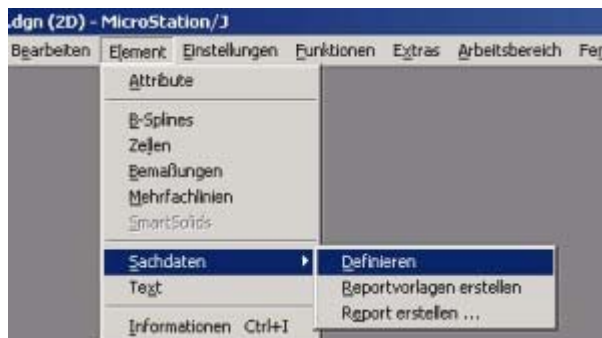 .dgn (2D) - MicroStation/J
Bearbeiten Element Einstellungen Funktionen Extras Arbeitsbereich
Attribute
B-Splines
Zellen
Bemaßungen
Mehrfachlinien
SmartSolids
Sachdaten
Definieren
Text
Reportvorlagen erstellen
Report erstellen ...
Informationen Ctrl+I